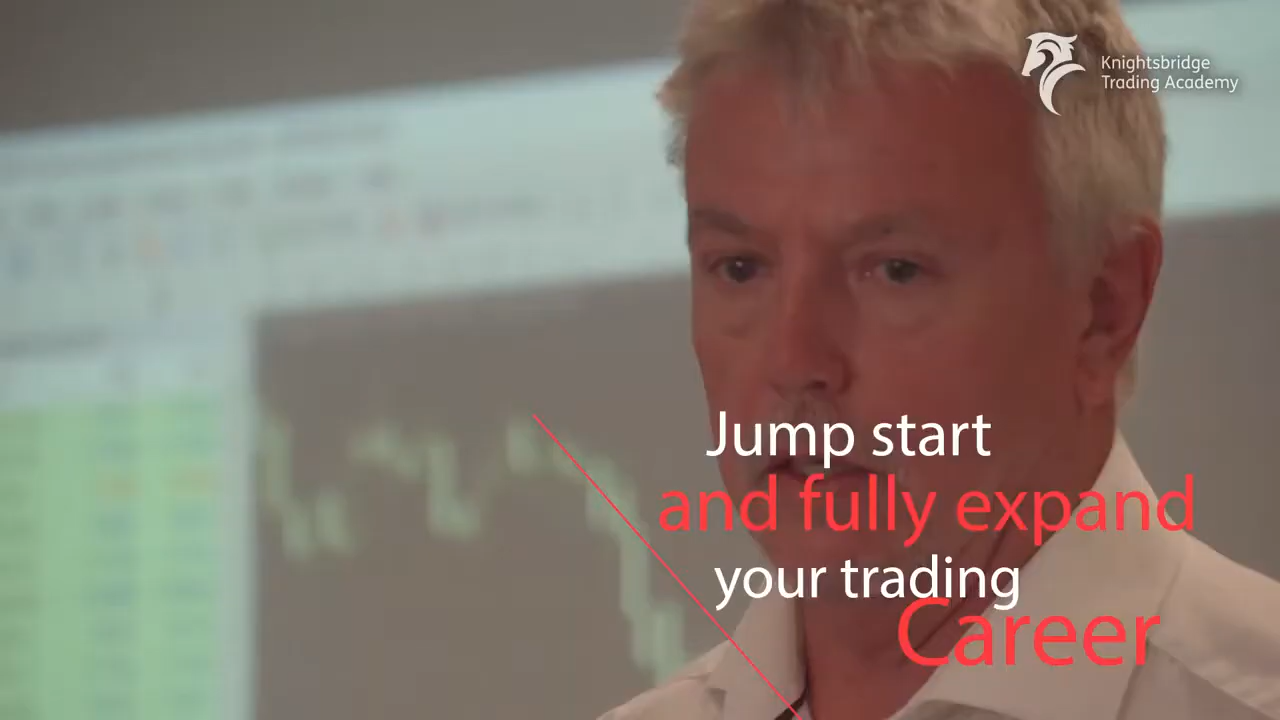 Knightsbridge
Trading Academy
Jump start
and fully expand
your trading
Career